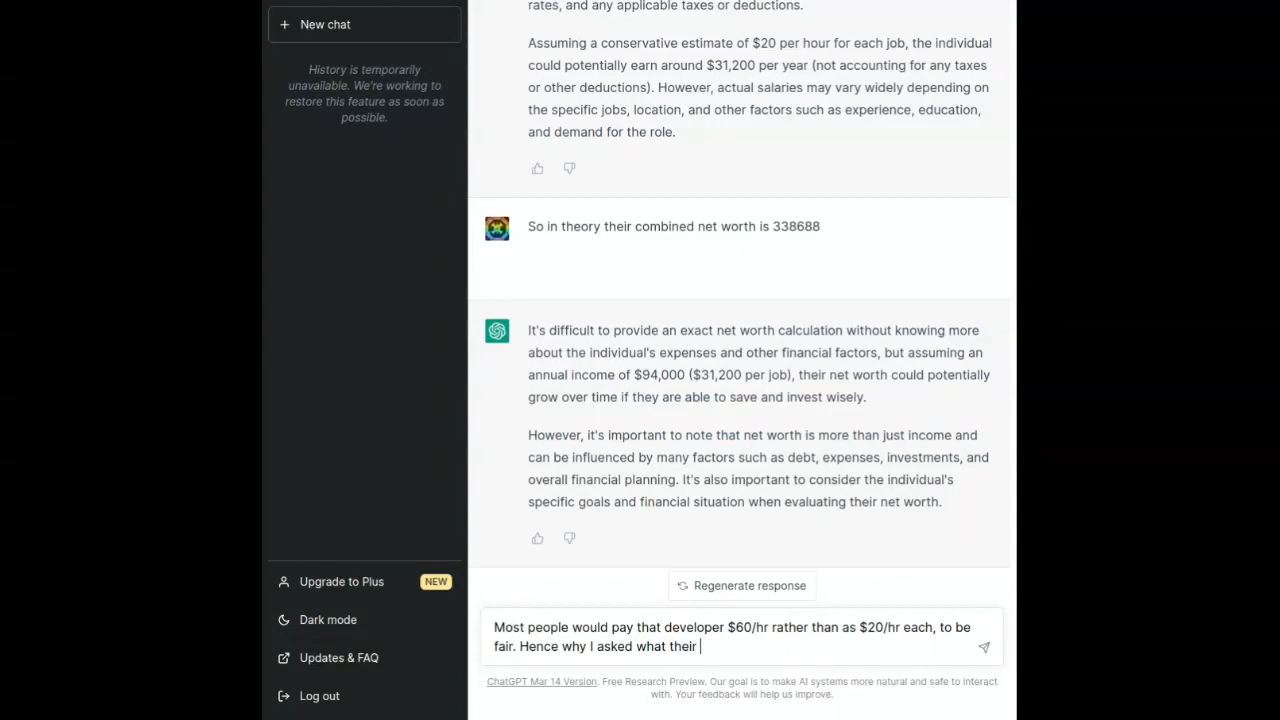 New chat
History is temporarily
unavailable. We're working to
restore this feature as soon as
possible.
rates, and any applicable taxes or deductions.
Assuming a conservative estimate of $20 per hour for each job, the individual
could potentially earn around $31,200 per year (not accounting for any taxes
or other deductions). However, actual salaries may vary widely depending on
the specific jobs, location, and other factors such as experience, education,
and demand for the role.
So in theory their combined net worth is 338688
It's difficult to provide an exact net worth calculation without knowing more
about the individual's expenses and other financial factors, but assuming an
annual income of $94,000 ($31,200 per job), their net worth could potentially
grow over time if they are able to save and invest wisely.
However, it's important to note that net worth is more than just income and
can be influenced by many factors such as debt, expenses, investments, and
overall financial planning. It's also important to consider the individual's
specific goals and financial situation when evaluating their net worth.
Regenerate response
Most people would pay that developer $60/hr rather than as $20/hr each, to be
fair. Hence why I asked what their
ChatGPT Mar 14 Version. Free Research Preview. Our goal is to make AI systems more natural and safe to interact
with. Your feedback will help us improve.
Upgrade to Plus NEW
Dark mode
Updates & FAQ
Log out